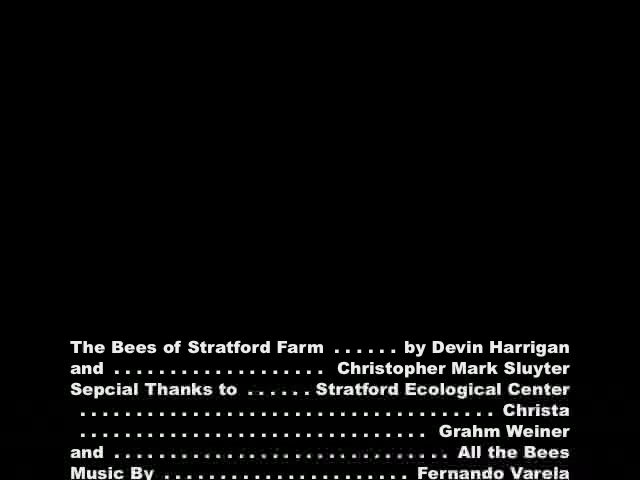 The Bees of Stratford Farm . . . . . . by Devin Harrigan
and . . . . . . . . . . . . . . . . . . . Christopher Mark Sluyter
Sepcial Thanks to . . . . . . Stratford Ecological Center
. . . . . . . . . . . . . . . . . . . . . . . . . . . . . . . . . . . . . Christa
. . . . . . . . . . . . . . . . . . . . . . . . . . . . . . . Grahm Weiner
and . . . . . . . . . . . . . . . . . . . . . . . . . . . . . . All the Bees
Music By . . . . . . . . . . . . . . . . . . . . . . Fernando Varela